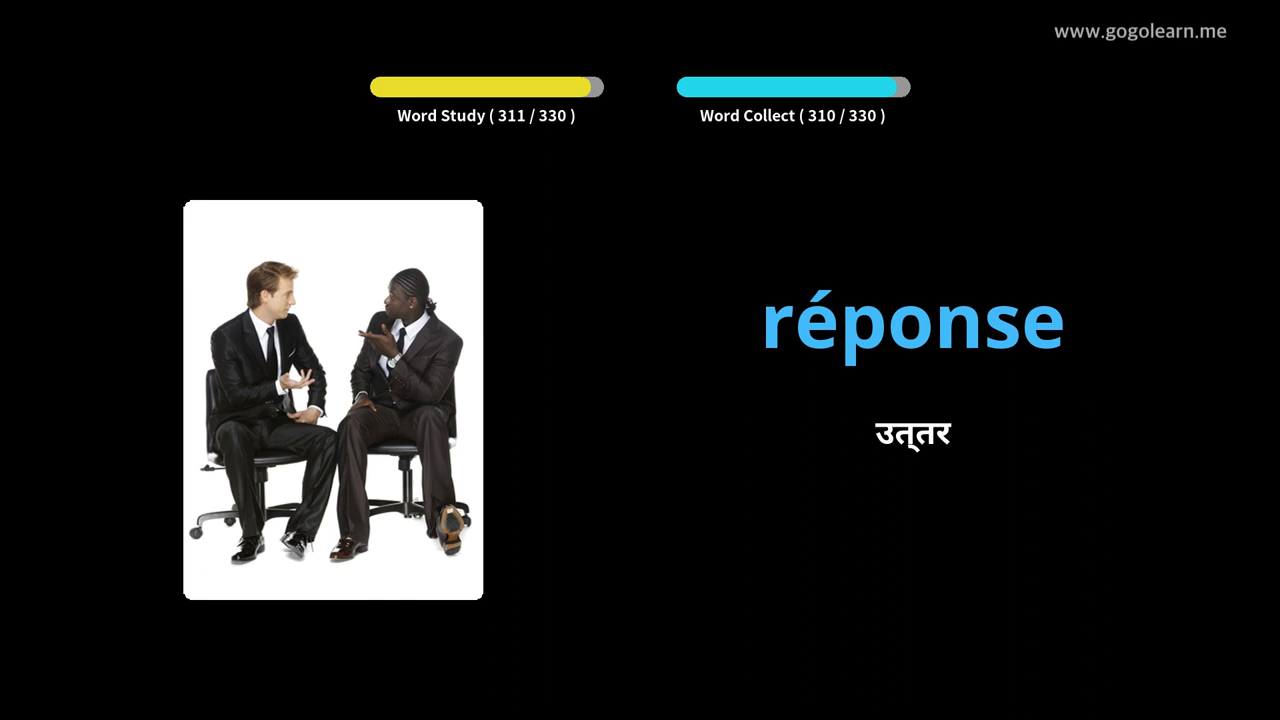 www.gogolearn.me
Word Study ( 311 / 330 )
Word Collect ( 310 / 330 )
réponse
उत्तर